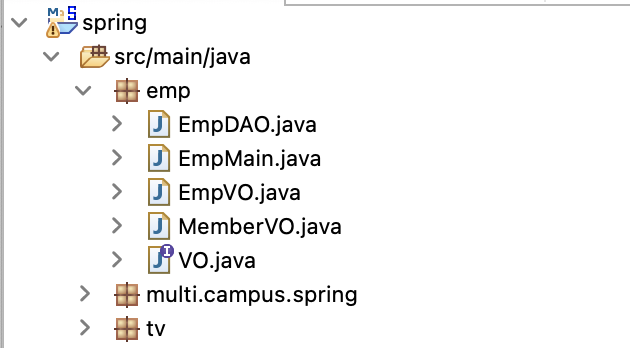 spring
src/main/java
emp
EmpDAO.java
EmpMain.java
EmpVO.java
MemberVO.java
VO.java
multi.campus.spring
tv